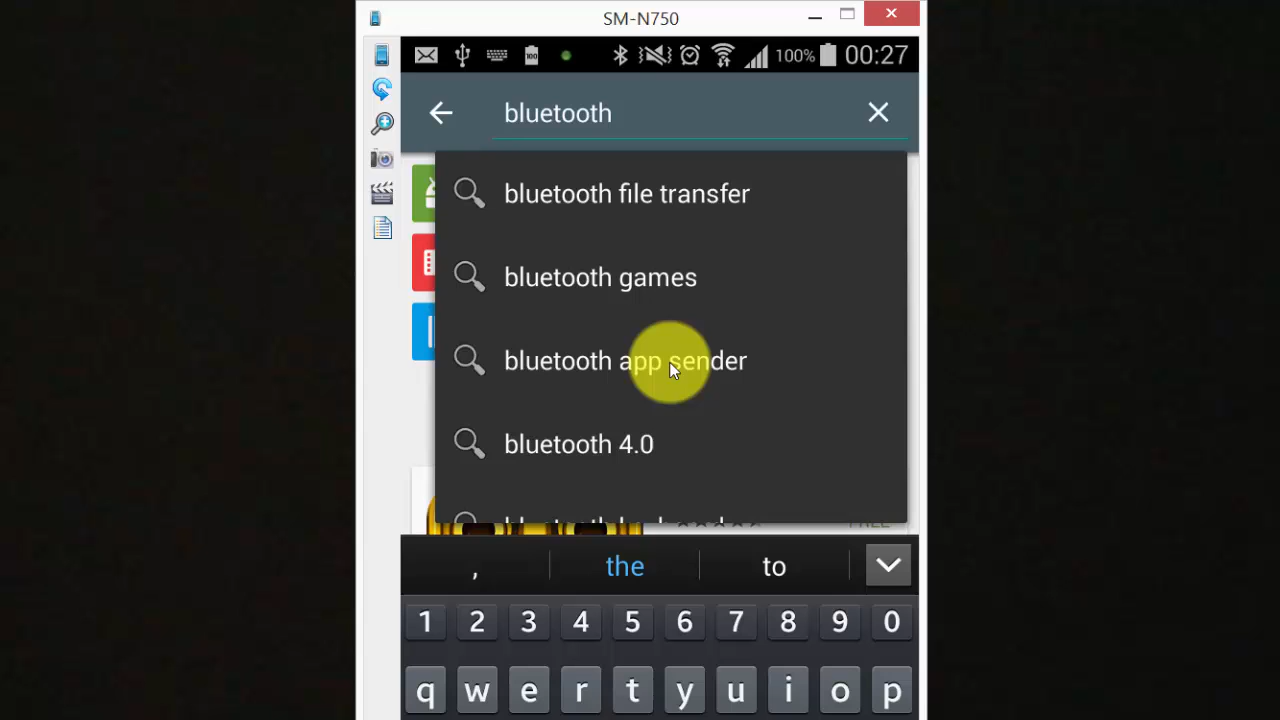 SM-N750
100% 00:27
bluetooth
bluetooth file transfer
bluetooth games
bluetooth app sender
bluetooth 4.0
, the to
1 2 3 4 5 6 7 8 9 0
q w e r t y u i o p